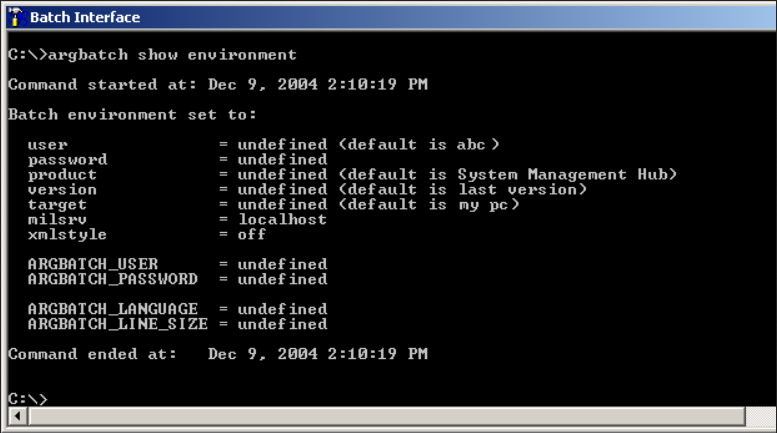 Batch Interface
C:\>argbatch show environment
Command started at: Dec 9, 2004 2:10:19 PM
Batch environment set to:
user = undefined (default is abc )
password = undefined
product = undefined (default is System Management Hub)
version = undefined (default is last version)
target = undefined (default is my pc )
milsrv = localhost
xmlstyle = off
ARGBATCH_USER = undefined
ARGBATCH_PASSWORD = undefined
ARGBATCH_LANGUAGE = undefined
ARGBATCH_LINE_SIZE = undefined
Command ended at: Dec 9, 2004 2:10:19 PM
C:\>